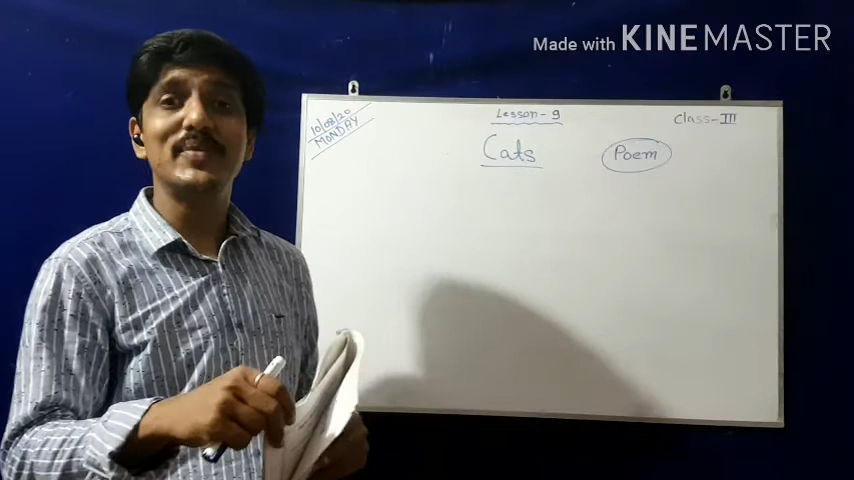 Made with KINEMASTER
10/08/20
MONDAY
Lesson - 9
Class - III
Cats
Poem